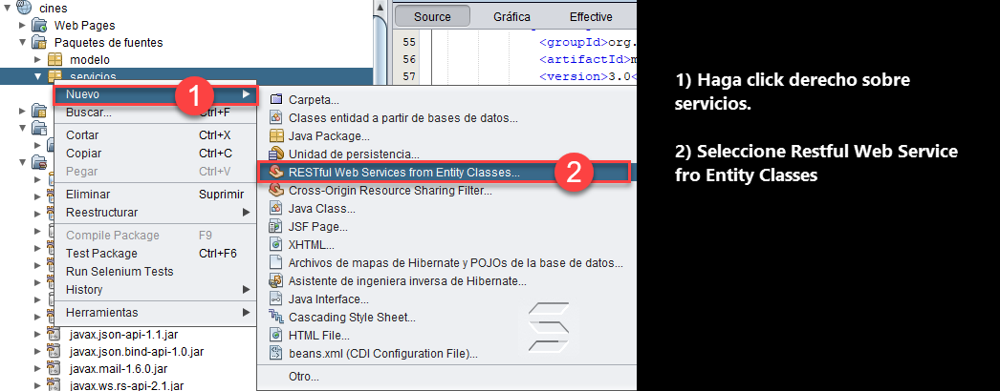 cines
Web Pages
Paquetes de fuentes
modelo
servicios
Source Gráfica Effective
55 <groupId>org.
56 <artifactId>m
57 <version>3.0<
Nuevo
1
Buscar... Ctrl+F
Cortar Ctrl+X
Copiar Ctrl+C
Pegar Ctrl+V
Eliminar Suprimir
Reestructurar
Compile Package F9
Test Package Ctrl+F6
Run Selenium Tests
History
Herramientas
Carpeta...
Clases entidad a partir de bases de datos...
Java Package...
Unidad de persistencia...
RESTful Web Services from Entity Classes...
2
Cross-Origin Resource Sharing Filter...
Java Class...
JSF Page...
XHTML...
Archivos de mapas de Hibernate y POJOs de la base de datos...
Asistente de ingeniera inversa de Hibernate...
Java Interface...
Cascading Style Sheet...
HTML File...
beans.xml (CDI Configuration File)...
Otro...
javax.json-api-1.1.jar
javax.json.bind-api-1.0.jar
javax.mail-1.6.0.jar
javax.ws.rs-api-2.1.jar
1) Haga click derecho sobre
servicios.
2) Seleccione Restful Web Service
fro Entity Classes